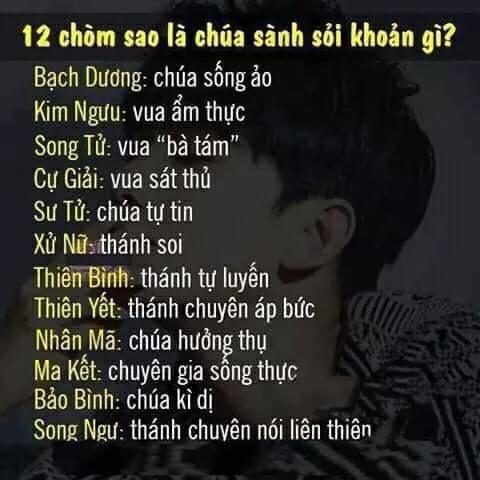 12 chòm sao là chúa sành sỏi khoản gì?
Bạch Dương: chúa sống ảo
Kim Ngưu: vua ẩm thực
Song Tử: vua “bà tám”
Cự Giải: vua sát thủ
Sư Tử: chúa tự tin
Xử Nữ: thánh soi
Thiên Bình: thánh tự luyến
Thiên Yết: thánh chuyên áp bức
Nhân Mã: chúa hưởng thụ
Ma Kết: chuyên gia sống thực
Bảo Bình: chúa kì dị
Song Ngư: thánh chuyên nói liên thiên